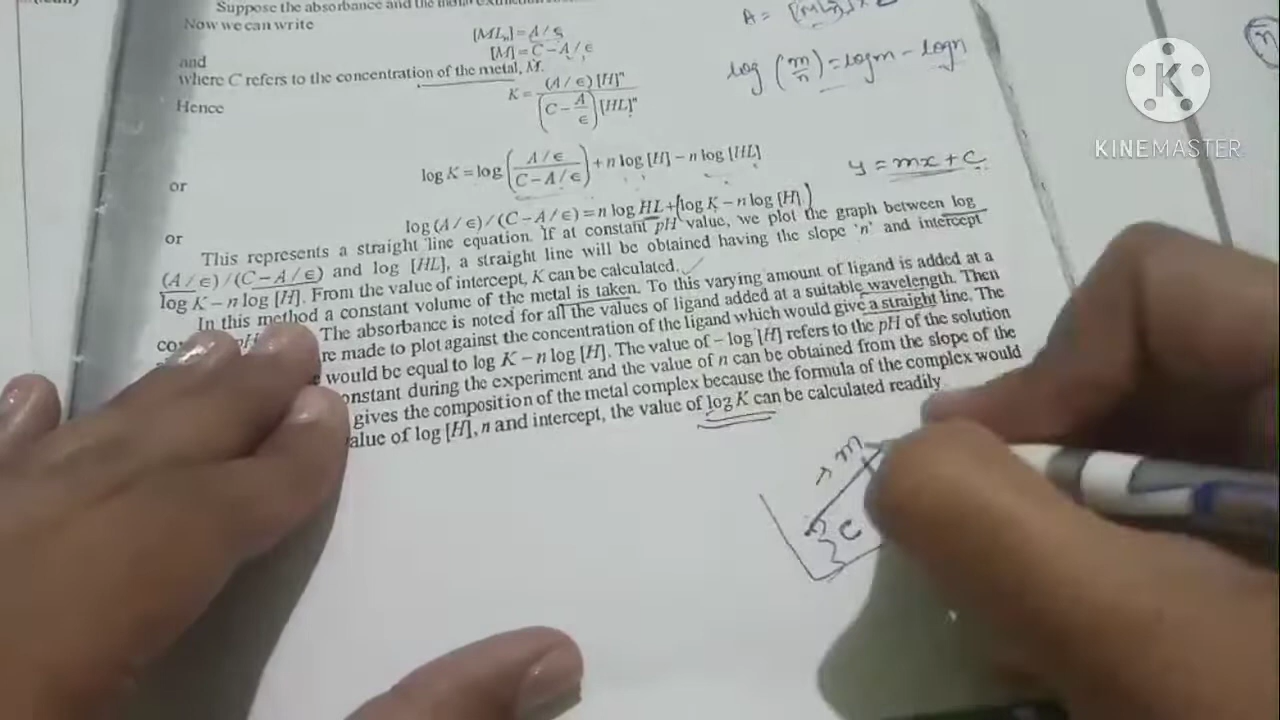 Suppose the absorbance and the molar extinction
Now we can write
[MLn] = A / ϵ
and
[M] = C – A / ϵ
where C refers to the concentration of the metal, M.
Hence
K = (A / ϵ) [H]ⁿ / (C – A/ϵ) [HL]ⁿ
or
log K = log (A / ϵ / C – A / ϵ) + n log [H] – n log [HL]
or
log (A / ϵ) / (C – A / ϵ) = n log HL + (log K – n log [H])
This represents a straight line equation. If at constant pH value, we plot the graph between log
(A / ϵ) / (C – A / ϵ) and log [HL], a straight line will be obtained having the slope 'n' and intercept
log K – n log [H]. From the value of intercept, K can be calculated.
In this method a constant volume of the metal is taken. To this varying amount of ligand is added at a
The absorbance is noted for all the values of ligand added at a suitable wavelength. Then
re made to plot against the concentration of the ligand which would give a straight line. The
would be equal to log K – n log [H]. The value of – log [H] refers to the pH of the solution
onstant during the experiment and the value of n can be obtained from the slope of the
gives the composition of the metal complex because the formula of the complex would
alue of log [H], n and intercept, the value of log K can be calculated readily
A =
log (m/n) = log m – log n
y = mx + c
m
c
n
K
KINEMASTER